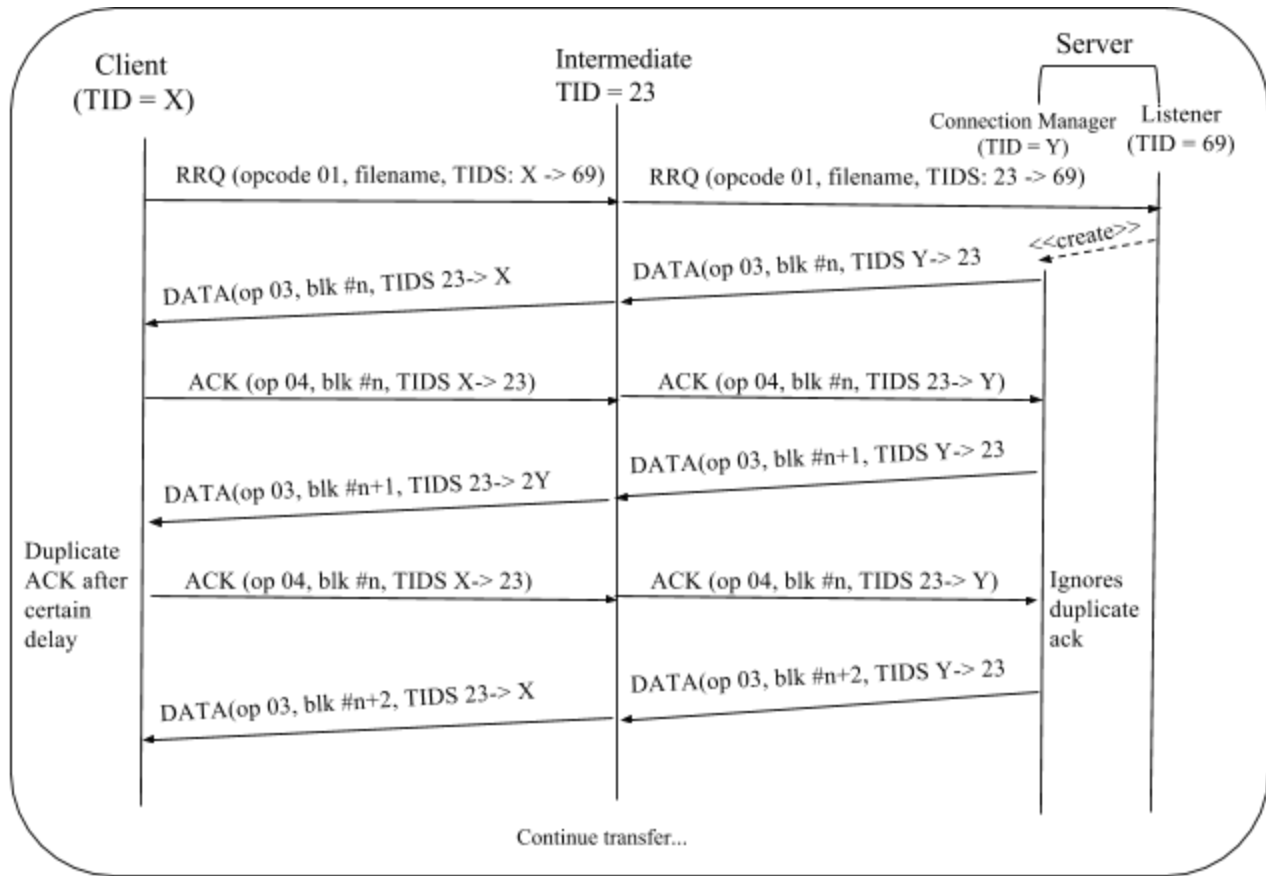 Server
Client
(TID = X)
Intermediate
TID = 23
Connection Manager
(TID = Y)
Listener
(TID = 69)
RRQ (opcode 01, filename, TIDS: X -> 69)
RRQ (opcode 01, filename, TIDS: 23 -> 69)
<<create>>
DATA(op 03, blk #n, TIDS Y-> 23
DATA(op 03, blk #n, TIDS 23-> X
ACK (op 04, blk #n, TIDS X-> 23)
ACK (op 04, blk #n, TIDS 23-> Y)
DATA(op 03, blk #n+1, TIDS Y-> 23
DATA(op 03, blk #n+1, TIDS 23-> 2Y
Duplicate
ACK after
certain
delay
ACK (op 04, blk #n, TIDS X-> 23)
ACK (op 04, blk #n, TIDS 23-> Y)
Ignores
duplicate
ack
DATA(op 03, blk #n+2, TIDS Y-> 23
DATA(op 03, blk #n+2, TIDS 23-> X
Continue transfer...